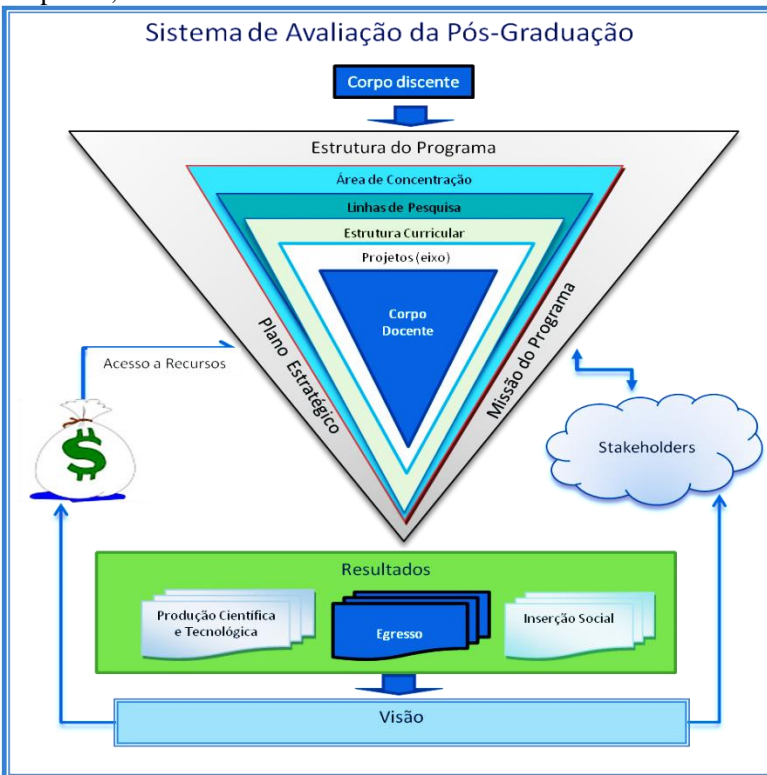 Sistema de Avaliação da Pós-Graduação
Corpo discente
Estrutura do Programa
Área de Concentração
Linhas de Pesquisa
Estrutura Curricular
Projetos (eixo)
Corpo
Docente
Plano Estratégico
Missão do Programa
Acesso a Recursos
$
Stakeholders
Resultados
Produção Científica
e Tecnológica
Egresso
Inserção Social
Visão